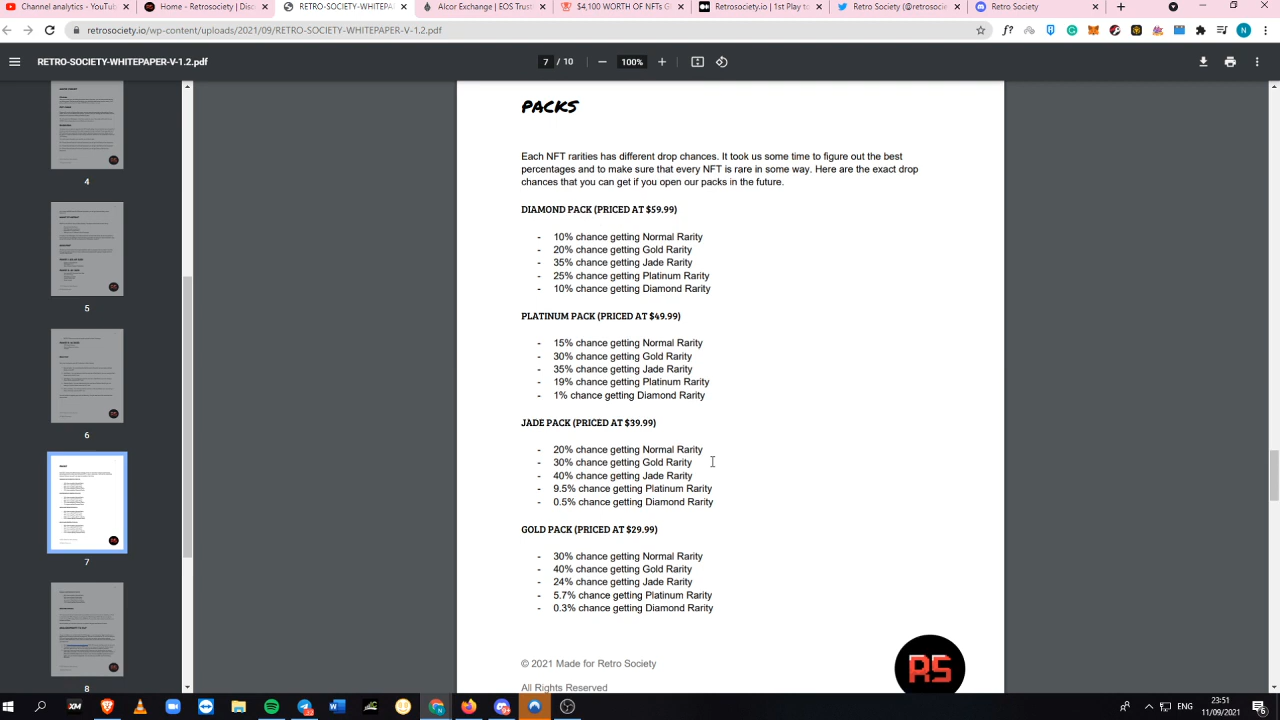 Channel Analytics - YouTu
Home - Retrosociety | Disc
RETRO-SOCIETY-WHITEPAPER
Alcor Exchange | EOS Trust
$4,100 WORTH OF NFTs G
Retrosociety.io | 1st Play to
Twitter Society (@retrosocie
Retro Society
retrosociety.io/wp-content/uploads/2021/09/RETRO-SOCIETY-WHITEPAPER-V-1.2.pdf
RETRO-SOCIETY-WHITEPAPER-V-1.2.pdf
7 / 10
100%
4
5
6
7
8
PACKS
Each NFT rarities has different drop chances. It took us some time to figure out the best
percentages and to make sure that every NFT is rare in some way. Here are the exact drop
chances that you can get if you open our packs in the future.
DIAMOND PACK (PRICED AT $59.99)
- 10% chance getting Normal Rarity
- 20% chance getting Gold Rarity
- 35% chance getting Jade Rarity
- 25% chance getting Platinum Rarity
- 10% chance getting Diamond Rarity
PLATINUM PACK (PRICED AT $49.99)
- 15% chance getting Normal Rarity
- 30% chance getting Gold Rarity
- 35% chance getting Jade Rarity
- 19% chance getting Platinum Rarity
- 1% chance getting Diamond Rarity
JADE PACK (PRICED AT $39.99)
- 20% chance getting Normal Rarity
- 30% chance getting Gold Rarity
- 40% chance getting Jade Rarity
- 9.5% chance getting Platinum Rarity
- 0.5% chance getting Diamond Rarity
GOLD PACK (PRICED AT $29.99)
- 30% chance getting Normal Rarity
- 40% chance getting Gold Rarity
- 24% chance getting Jade Rarity
- 5.7% chance getting Platinum Rarity
- 0.3% chance getting Diamond Rarity
© 2021 Made for Retro Society
All Rights Reserved
RS
ENG
23:51
11/09/2021